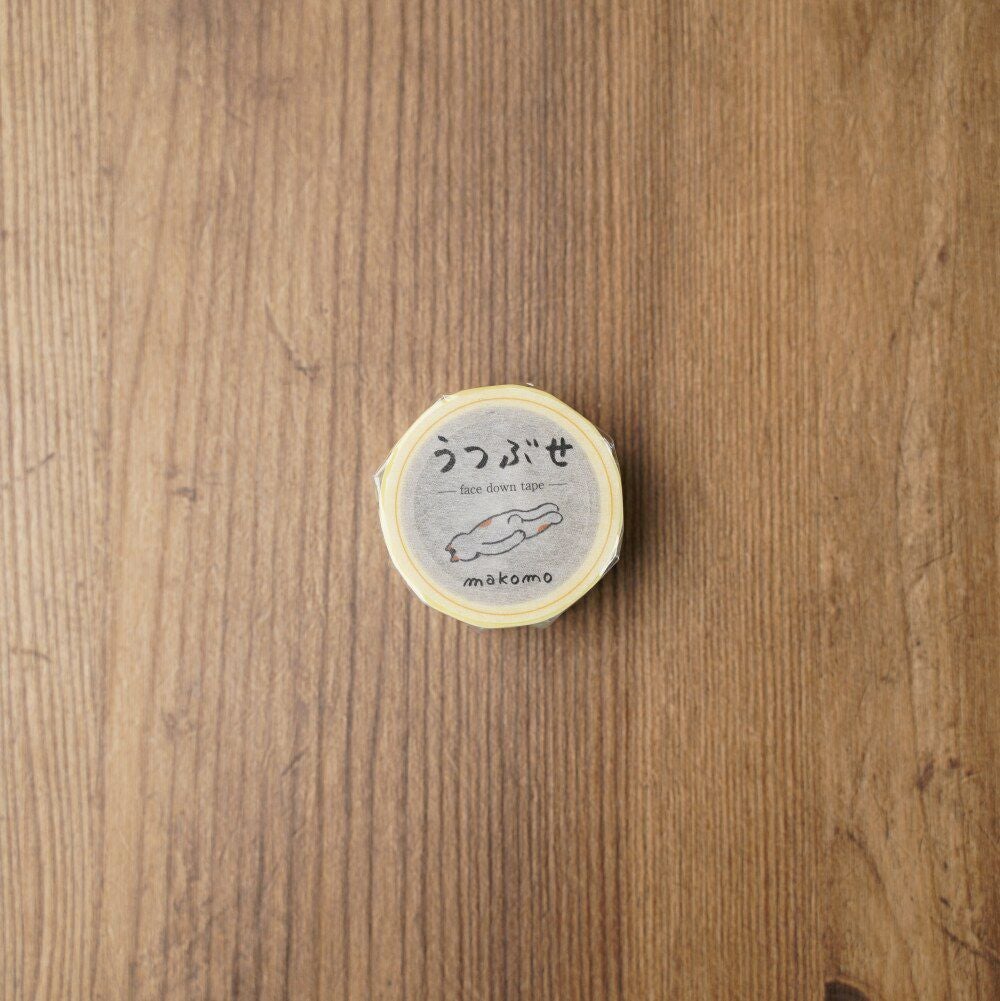 うつぶせ
face down tape
makomo